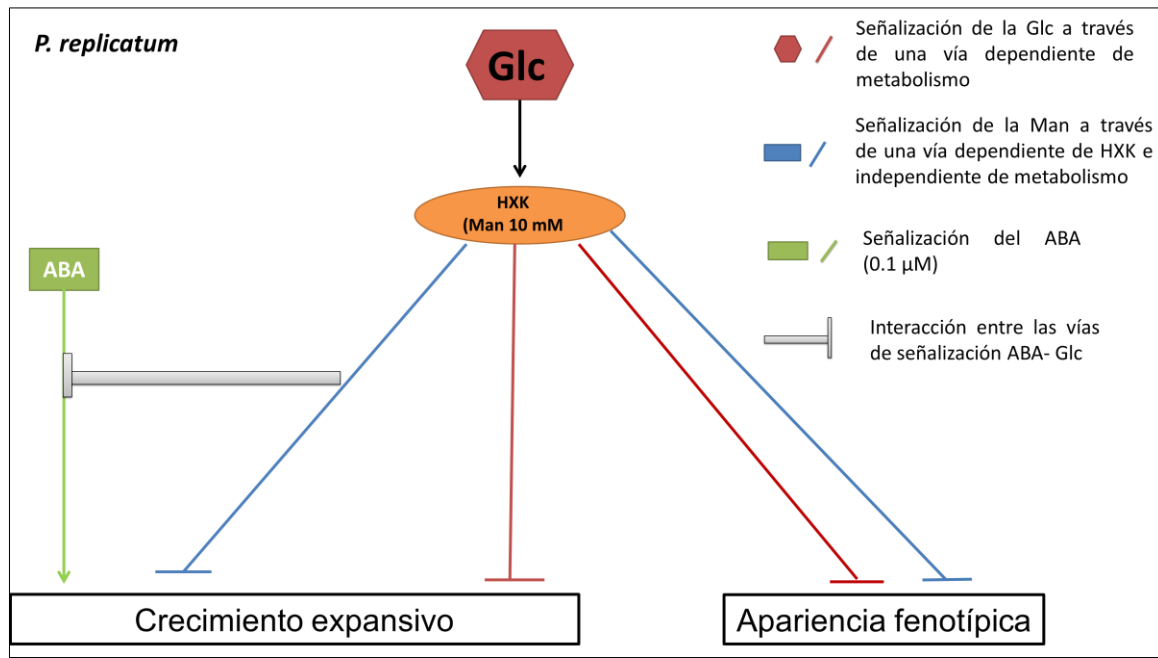 P. replicatum
Glc
HXK
(Man 10 mM
ABA
Crecimiento expansivo
Apariencia fenotípica
Señalización de la Glc a través
de una vía dependiente de
metabolismo
Señalización de la Man a través
de una vía dependiente de HXK e
independiente de metabolismo
Señalización del ABA
(0.1 µM)
Interacción entre las vías
de señalización ABA- Glc